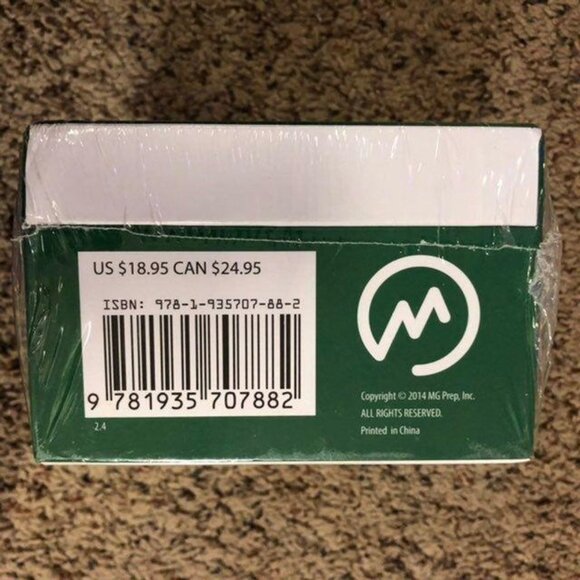 US $18.95 CAN $24.95
ISBN: 978-1-935707-88-2
9 781935 707882
2.4
M
Copyright © 2014 MG Prep, Inc.
ALL RIGHTS RESERVED.
Printed in China